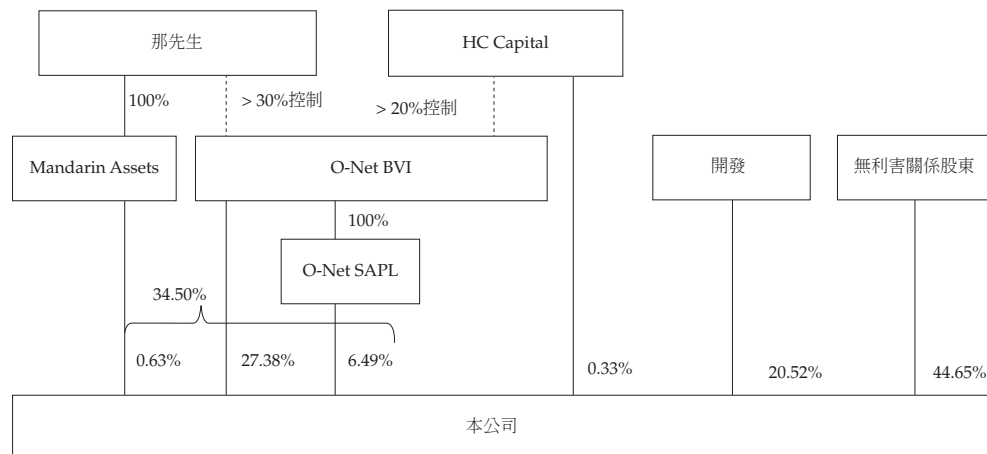 那先生
HC Capital
100%
> 30%控制
> 20%控制
Mandarin Assets
O-Net BVI
開發
無利害關係股東
100%
O-Net SAPL
34.50%
0.63%
27.38%
6.49%
0.33%
20.52%
44.65%
本公司